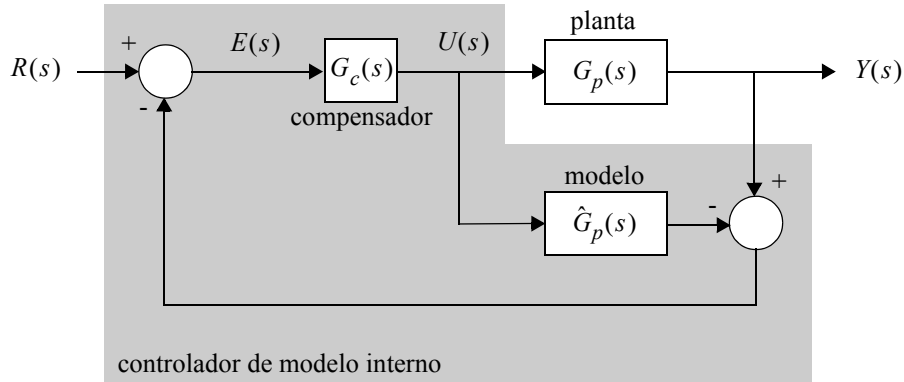 planta
+
E(s)
U(s)
R(s)
G_c(s)
G_p(s)
Y(s)
-
compensador
modelo
+
-
Ĝ_p(s)
controlador de modelo interno